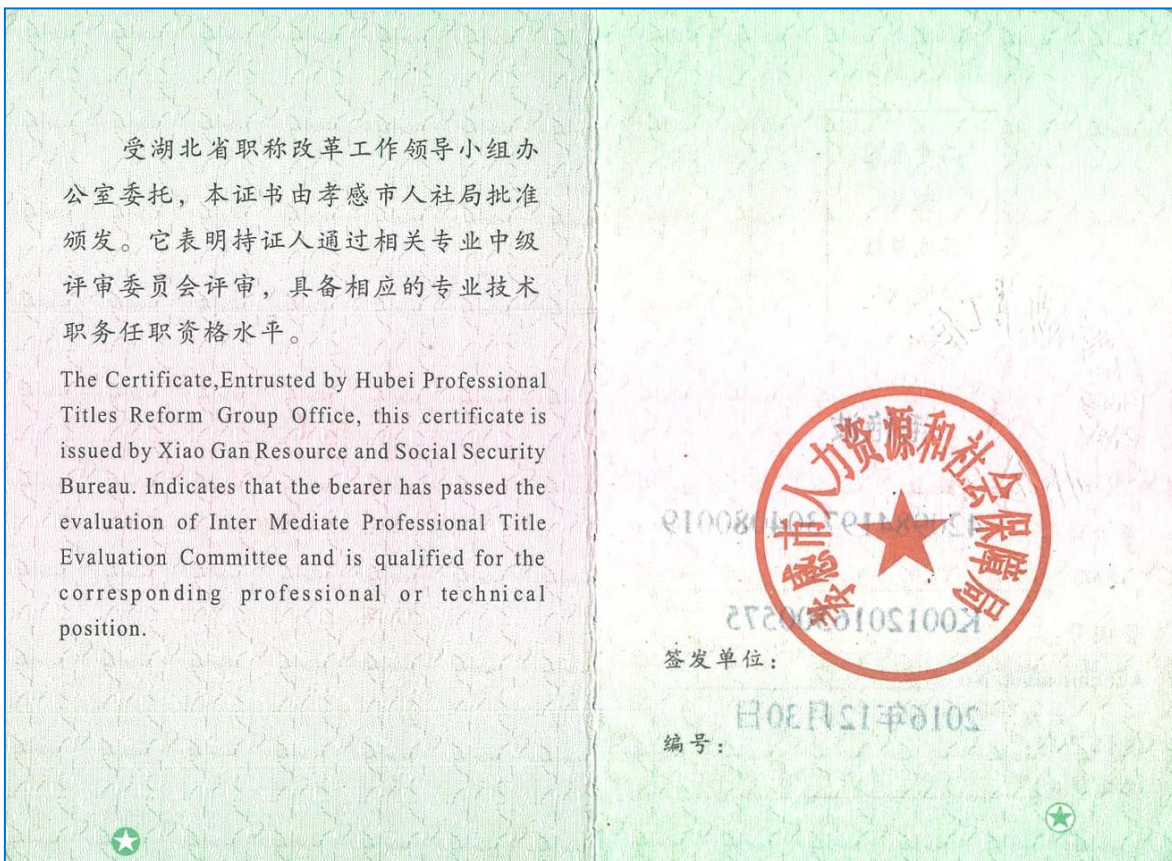 受湖北省职称改革工作领导小组办
公室委托，本证书由孝感市人社局批准
颁发。它表明持证人通过相关专业中级
评审委员会评审，具备相应的专业技术
职务任职资格水平。
The Certificate,Entrusted by Hubei Professional
Titles Reform Group Office, this certificate is
issued by Xiao Gan Resource and Social Security
Bureau. Indicates that the bearer has passed the
evaluation of Inter Mediate Professional Title
Evaluation Committee and is qualified for the
corresponding professional or technical
position.
孝感市人力资源和社会保障局
签发单位：
2016年12月30日
编号：